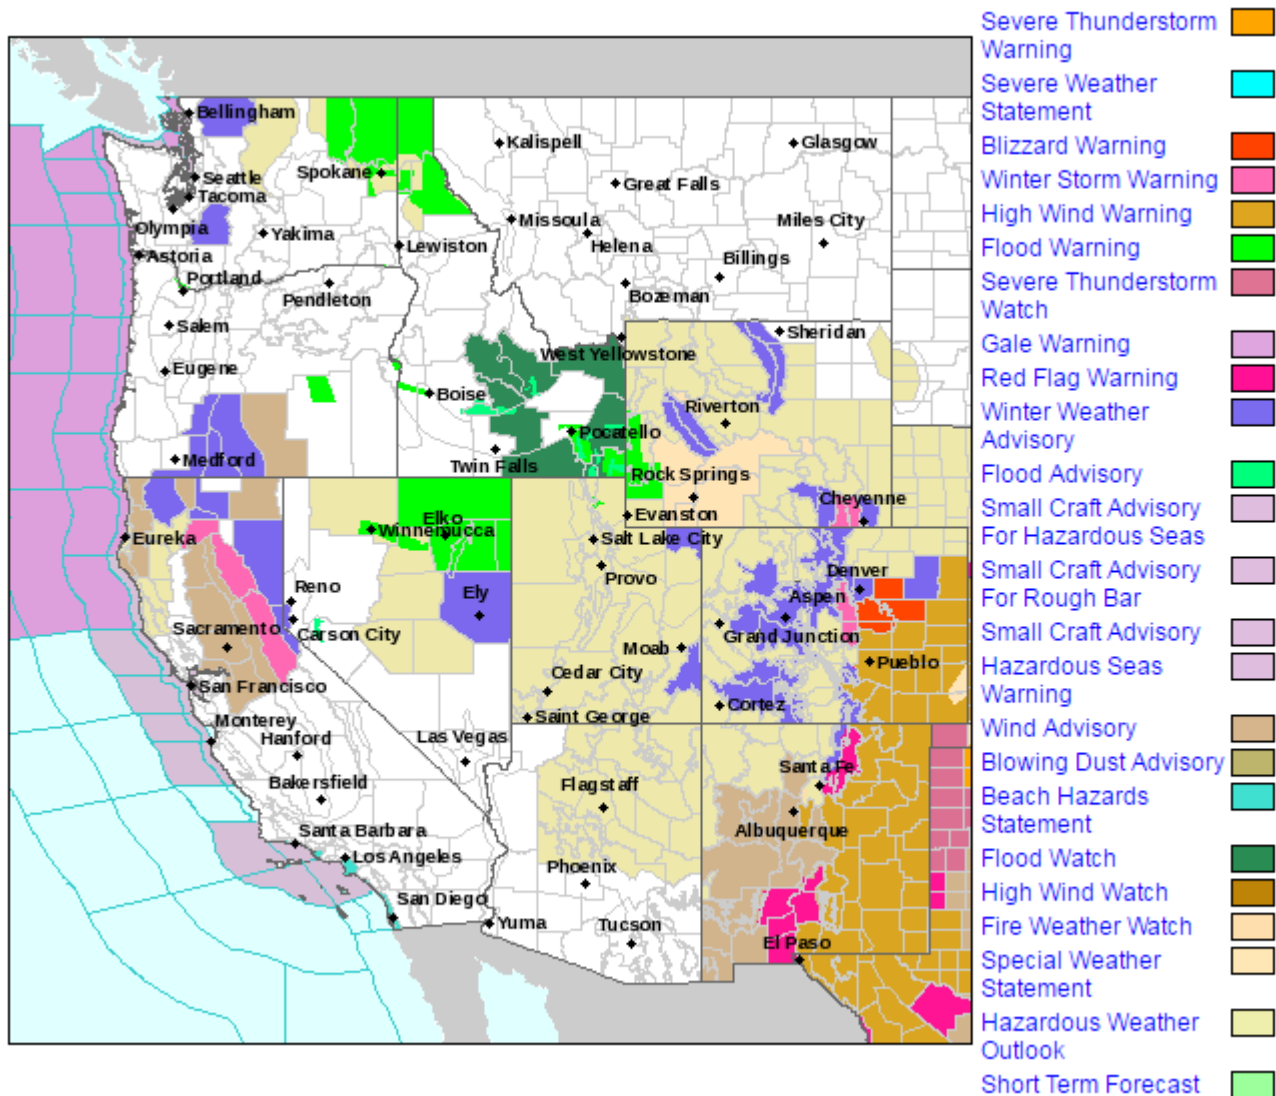 Bellingham
Kalispell
Glasgow
Spokane
Seattle
Great Falls
Tacoma
Missoula
Miles City
Olympia
Yakima
Helena
Lewiston
Astoria
Billings
Portland
Pendleton
Bozeman
Salem
Sheridan
West Yellowstone
Eugene
Boise
Riverton
Pocatello
Medford
Twin Falls
Rock Springs
Cheyenne
Elko
Evanston
Winnemucca
Eureka
Salt Lake City
Provo
Denver
Reno
Ely
Aspen
Sacramento
Carson City
Grand Junction
Moab
Pueblo
Cedar City
San Francisco
Cortez
Saint George
Monterey
Hanford
Las Vegas
Santa Fe
Bakersfield
Flagstaff
Santa Barbara
Albuquerque
Los Angeles
Phoenix
San Diego
Yuma
Tucson
El Paso
Severe Thunderstorm
Warning
Severe Weather
Statement
Blizzard Warning
Winter Storm Warning
High Wind Warning
Flood Warning
Severe Thunderstorm
Watch
Gale Warning
Red Flag Warning
Winter Weather
Advisory
Flood Advisory
Small Craft Advisory
For Hazardous Seas
Small Craft Advisory
For Rough Bar
Small Craft Advisory
Hazardous Seas
Warning
Wind Advisory
Blowing Dust Advisory
Beach Hazards
Statement
Flood Watch
High Wind Watch
Fire Weather Watch
Special Weather
Statement
Hazardous Weather
Outlook
Short Term Forecast